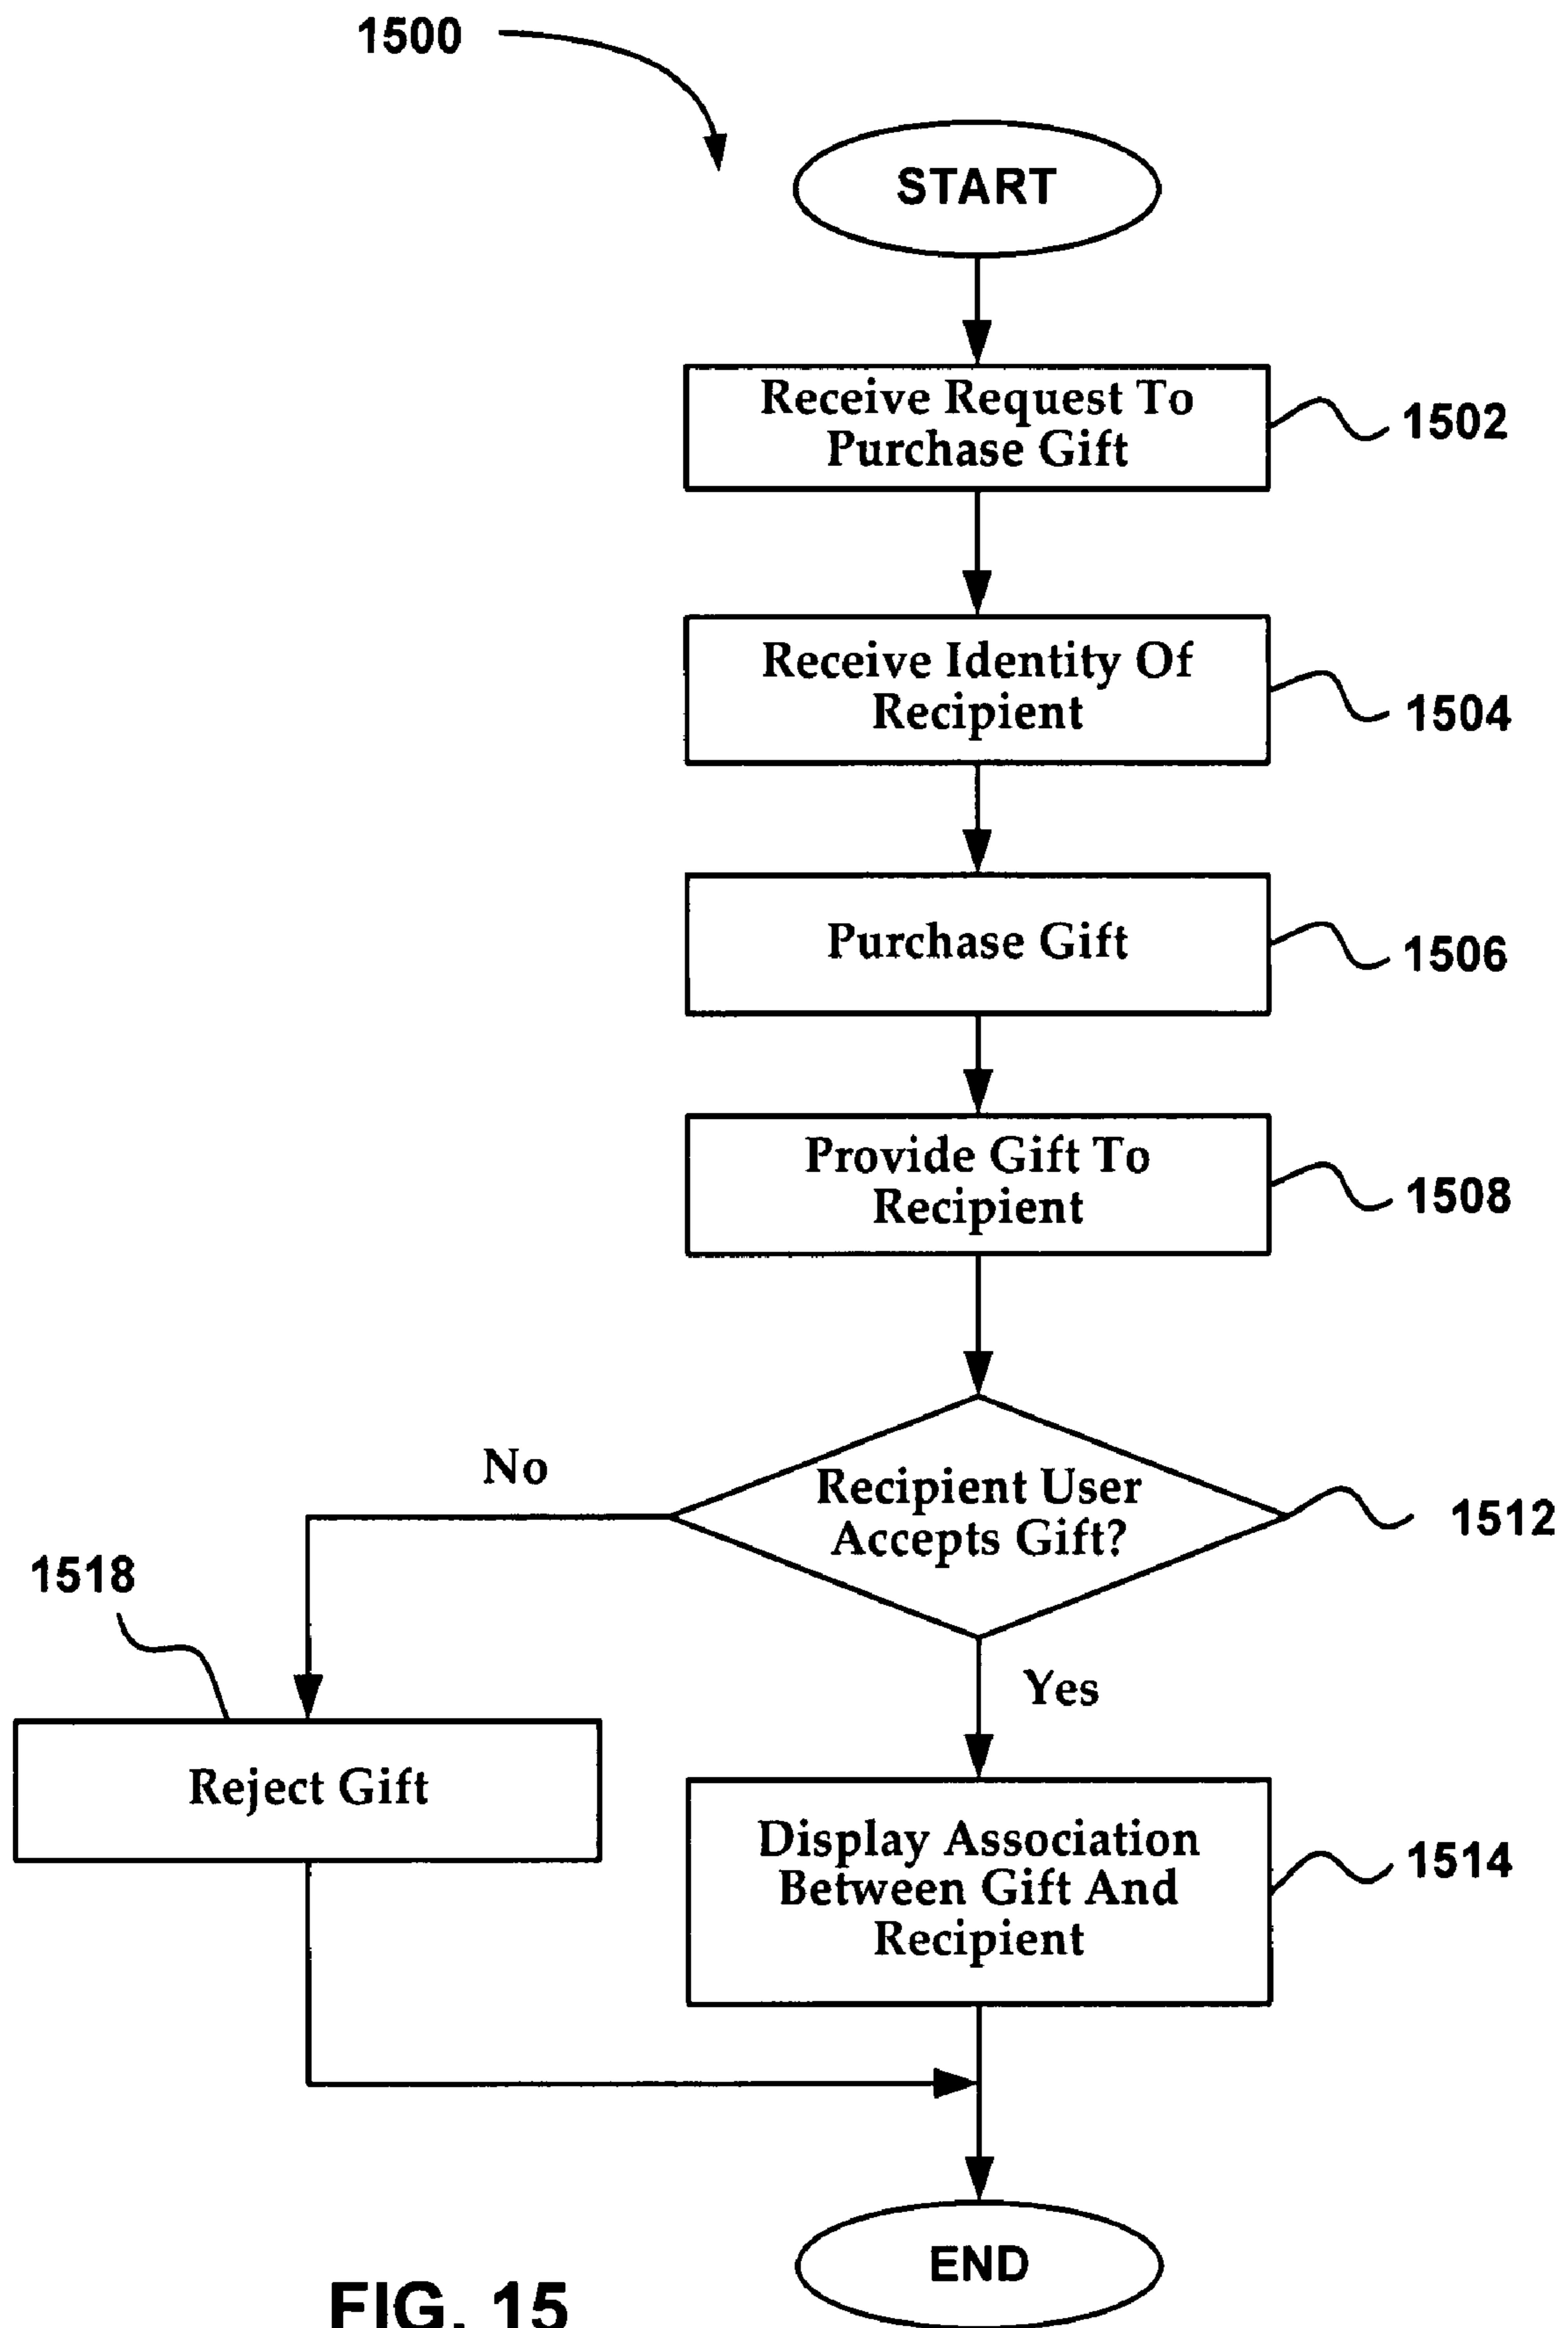 1500
START
Receive Request To
Purchase Gift
1502
Receive Identity Of
Recipient
1504
Purchase Gift
1506
Provide Gift To
Recipient
1508
No
Recipient User
Accepts Gift?
1512
1518
Yes
Reject Gift
Display Association
Between Gift And
Recipient
1514
END
FIG. 15